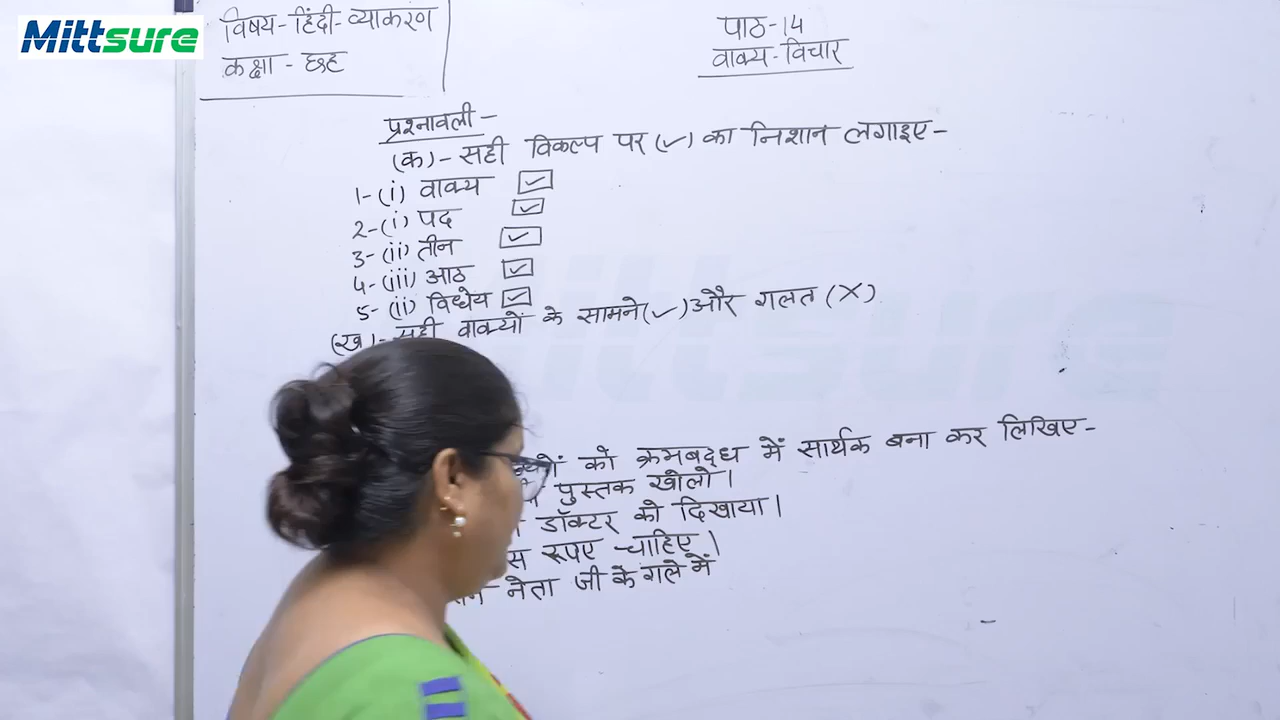 Mittsure
विषय- हिंदी- व्याकरण
कक्षा - छह
पाठ-14
वाक्य-विचार
प्रश्नावली -
(क)- सही विकल्प पर (✓) का निशान लगाइए-
1-(i) वाक्य ✓
2-(i) पद ✓
3-(ii) तीन ✓
4-(iii) आठ ✓
5-(ii) विधेय ✓
(ख)- सही वाक्यों के सामने(✓)और गलत (X)
को क्रमबद्ध में सार्थक बना कर लिखिए-
पुस्तक खोलो।
डॉक्टर को दिखाया।
रूपए चाहिए।
नेता जी के गले में